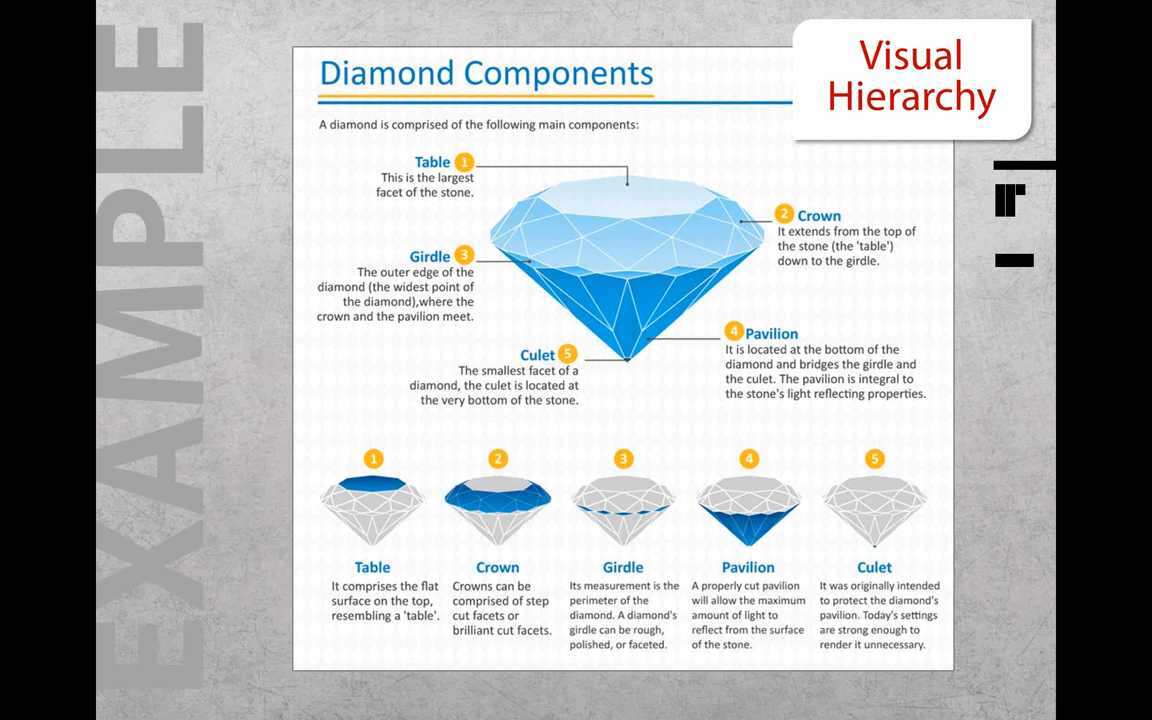 EXAMPLE
Visual
Hierarchy
Diamond Components
A diamond is comprised of the following main components:
Table 1
This is the largest
facet of the stone.
2 Crown
It extends from the top of
the stone (the 'table')
down to the girdle.
Girdle 3
The outer edge of the
diamond (the widest point of
the diamond),where the
crown and the pavilion meet.
4 Pavilion
It is located at the bottom of the
diamond and bridges the girdle and
the culet. The pavilion is integral to
the stone's light reflecting properties.
Culet 5
The smallest facet of a
diamond, the culet is located at
the very bottom of the stone.
1
Table
It comprises the flat
surface on the top,
resembling a 'table'.
2
Crown
Crowns can be
comprised of step
cut facets or
brilliant cut facets.
3
Girdle
Its measurement is the
perimeter of the
diamond. A diamond's
girdle can be rough,
polished, or faceted.
4
Pavilion
A properly cut pavilion
will allow the maximum
amount of light to
reflect from the surface
of the stone.
5
Culet
It was originally intended
to protect the diamond's
pavilion. Today's settings
are strong enough to
render it unnecessary.